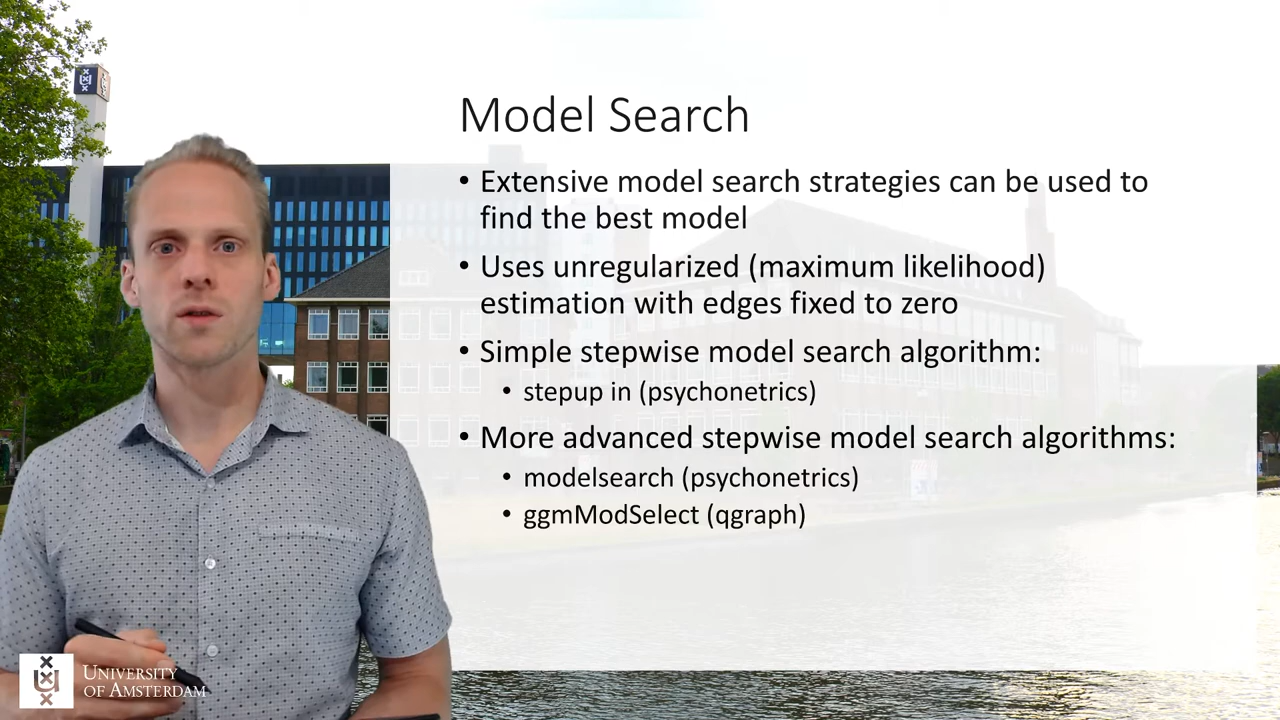 Model Search
• Extensive model search strategies can be used to
find the best model
• Uses unregularized (maximum likelihood)
estimation with edges fixed to zero
• Simple stepwise model search algorithm:
• stepup in (psychonetrics)
• More advanced stepwise model search algorithms:
• modelsearch (psychonetrics)
• ggmModSelect (qgraph)
UNIVERSITY
OF AMSTERDAM